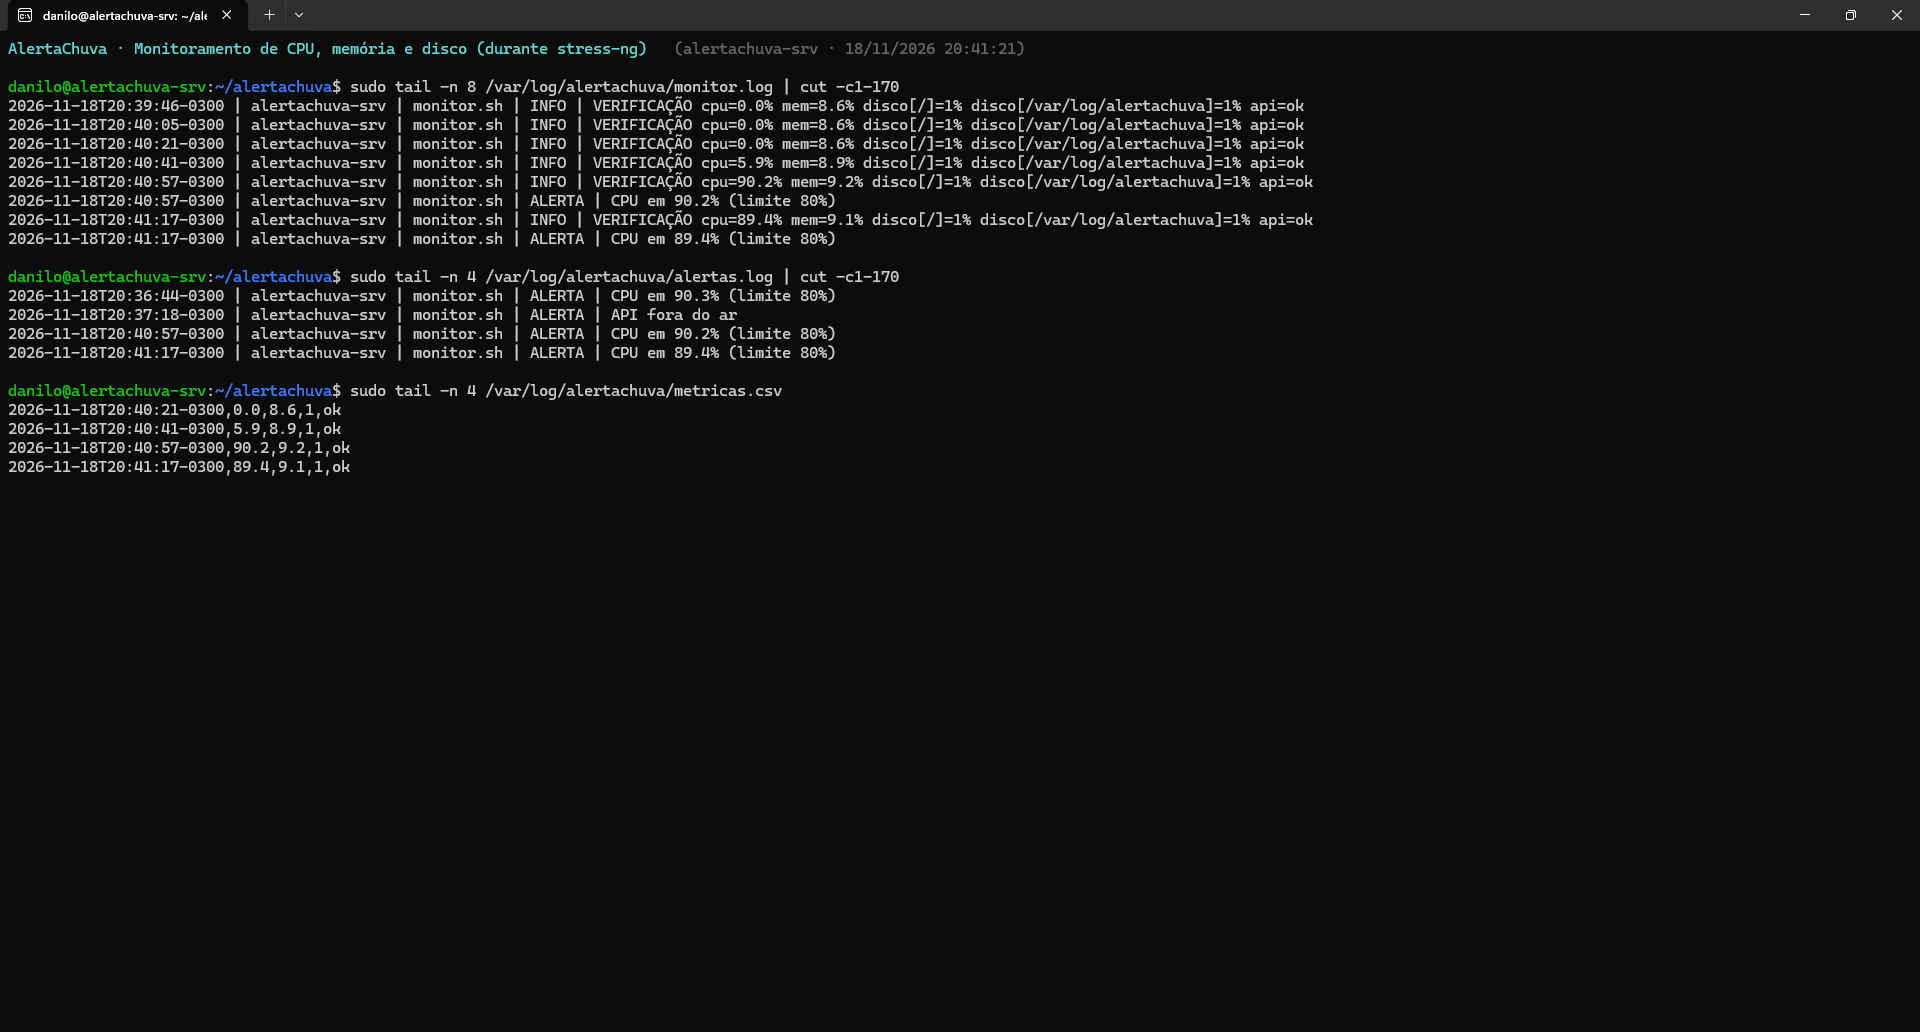 danilo@alertachuva-srv: ~/ale
AlertaChuva · Monitoramento de CPU, memória e disco (durante stress-ng)   (alertachuva-srv · 18/11/2026 20:41:21)
danilo@alertachuva-srv:~/alertachuva$ sudo tail -n 8 /var/log/alertachuva/monitor.log | cut -c1-170
2026-11-18T20:39:46-0300 | alertachuva-srv | monitor.sh | INFO | VERIFICAÇÃO cpu=0.0% mem=8.6% disco[/]=1% disco[/var/log/alertachuva]=1% api=ok
2026-11-18T20:40:05-0300 | alertachuva-srv | monitor.sh | INFO | VERIFICAÇÃO cpu=0.0% mem=8.6% disco[/]=1% disco[/var/log/alertachuva]=1% api=ok
2026-11-18T20:40:21-0300 | alertachuva-srv | monitor.sh | INFO | VERIFICAÇÃO cpu=0.0% mem=8.6% disco[/]=1% disco[/var/log/alertachuva]=1% api=ok
2026-11-18T20:40:41-0300 | alertachuva-srv | monitor.sh | INFO | VERIFICAÇÃO cpu=5.9% mem=8.9% disco[/]=1% disco[/var/log/alertachuva]=1% api=ok
2026-11-18T20:40:57-0300 | alertachuva-srv | monitor.sh | INFO | VERIFICAÇÃO cpu=90.2% mem=9.2% disco[/]=1% disco[/var/log/alertachuva]=1% api=ok
2026-11-18T20:40:57-0300 | alertachuva-srv | monitor.sh | ALERTA | CPU em 90.2% (limite 80%)
2026-11-18T20:41:17-0300 | alertachuva-srv | monitor.sh | INFO | VERIFICAÇÃO cpu=89.4% mem=9.1% disco[/]=1% disco[/var/log/alertachuva]=1% api=ok
2026-11-18T20:41:17-0300 | alertachuva-srv | monitor.sh | ALERTA | CPU em 89.4% (limite 80%)
danilo@alertachuva-srv:~/alertachuva$ sudo tail -n 4 /var/log/alertachuva/alertas.log | cut -c1-170
2026-11-18T20:36:44-0300 | alertachuva-srv | monitor.sh | ALERTA | CPU em 90.3% (limite 80%)
2026-11-18T20:37:18-0300 | alertachuva-srv | monitor.sh | ALERTA | API fora do ar
2026-11-18T20:40:57-0300 | alertachuva-srv | monitor.sh | ALERTA | CPU em 90.2% (limite 80%)
2026-11-18T20:41:17-0300 | alertachuva-srv | monitor.sh | ALERTA | CPU em 89.4% (limite 80%)
danilo@alertachuva-srv:~/alertachuva$ sudo tail -n 4 /var/log/alertachuva/metricas.csv
2026-11-18T20:40:21-0300,0.0,8.6,1,ok
2026-11-18T20:40:41-0300,5.9,8.9,1,ok
2026-11-18T20:40:57-0300,90.2,9.2,1,ok
2026-11-18T20:41:17-0300,89.4,9.1,1,ok